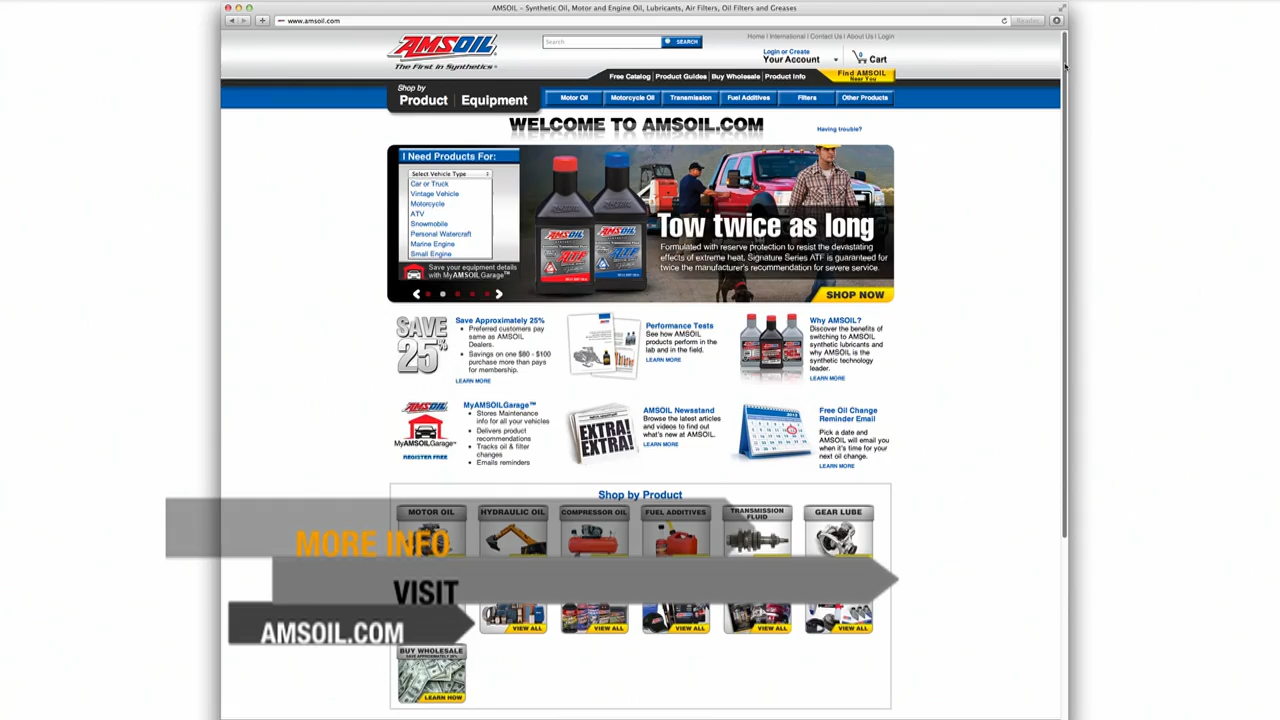 AMSOIL – Synthetic Oil, Motor and Engine Oil, Lubricants, Air Filters, Oil Filters and Greases
www.amsoil.com
Reader
AMSOIL
The First in Synthetics®
Search
SEARCH
Home | International | Contact Us | About Us | Login
Login or Create
Your Account
0
Cart
Free Catalog | Product Guides | Buy Wholesale | Product Info
Find AMSOIL
Near You
Shop by
Product | Equipment
Motor Oil
Motorcycle Oil
Transmission
Fuel Additives
Filters
Other Products
WELCOME TO AMSOIL.COM
Having trouble?
I Need Products For:
Select Vehicle Type
Car or Truck
Vintage Vehicle
Motorcycle
ATV
Snowmobile
Personal Watercraft
Marine Engine
Small Engine
Save your equipment details
with MyAMSOILGarage™
AMSOIL
ATF
AMSOIL
ATF
Tow twice as long
Formulated with reserve protection to resist the devastating
effects of extreme heat, Signature Series ATF is guaranteed for
twice the manufacturer's recommendation for severe service.
SHOP NOW
SAVE
25%
Save Approximately 25%
• Preferred customers pay
same as AMSOIL
Dealers.
• Savings on one $80 - $100
purchase more than pays
for membership.
LEARN MORE
Performance Tests
See how AMSOIL
products perform in the
lab and in the field.
LEARN MORE
Why AMSOIL?
Discover the benefits of
switching to AMSOIL
synthetic lubricants and
why AMSOIL is the
synthetic technology
leader.
LEARN MORE
AMSOIL
MyAMSOILGarage™
REGISTER FREE
MyAMSOILGarage™
• Stores Maintenance
info for all your vehicles
• Delivers product
recommendations
• Tracks oil & filter
changes
• Emails reminders
EXTRA!
EXTRA!
AMSOIL Newsstand
Browse the latest articles
and videos to find out
what's new at AMSOIL.
LEARN MORE
Free Oil Change
Reminder Email
Pick a date and
AMSOIL will email you
when it's time for your
next oil change.
LEARN MORE
Shop by Product
MOTOR OIL
HYDRAULIC OIL
COMPRESSOR OIL
FUEL ADDITIVES
TRANSMISSION
FLUID
GEAR LUBE
MORE INFO
VISIT
AMSOIL.COM
VIEW ALL
VIEW ALL
VIEW ALL
VIEW ALL
VIEW ALL
BUY WHOLESALE
SAVE APPROXIMATELY 25%
LEARN HOW